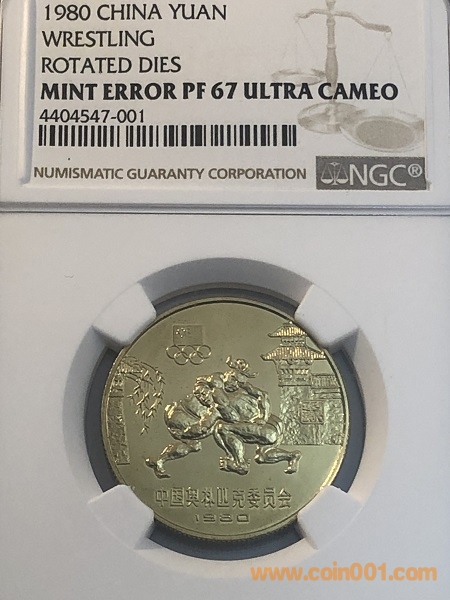 1980 CHINA YUAN
WRESTLING
ROTATED DIES
MINT ERROR PF 67 ULTRA CAMEO
4404547-001
NUMISMATIC GUARANTY CORPORATION
NGC®
中国奥林匹克委员会
1980
www.coin001.com